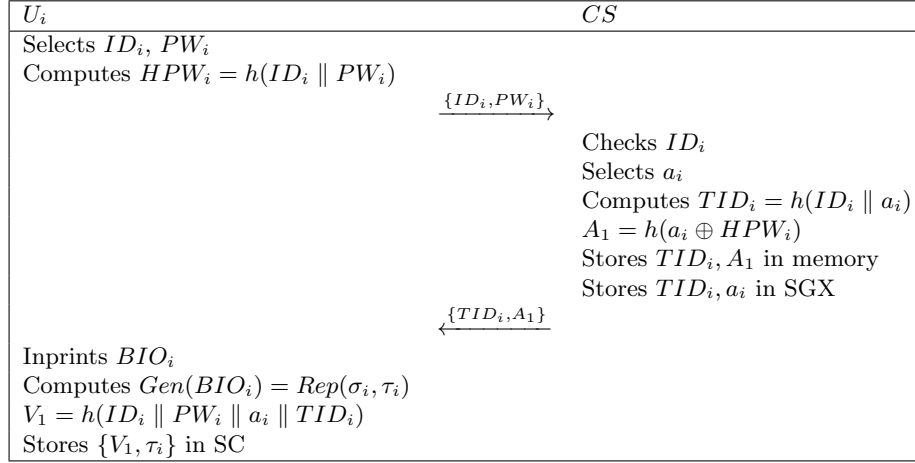 U_i CS
Selects ID_i, PW_i
Computes HPW_i = h(ID_i ∥ PW_i)
{ID_i,PW_i}
Checks ID_i
Selects a_i
Computes TID_i = h(ID_i ∥ a_i)
A_1 = h(a_i ⊕ HPW_i)
Stores TID_i, A_1 in memory
Stores TID_i, a_i in SGX
{TID_i,A_1}
Inprints BIO_i
Computes Gen(BIO_i) = Rep(σ_i, τ_i)
V_1 = h(ID_i ∥ PW_i ∥ a_i ∥ TID_i)
Stores {V_1, τ_i} in SC